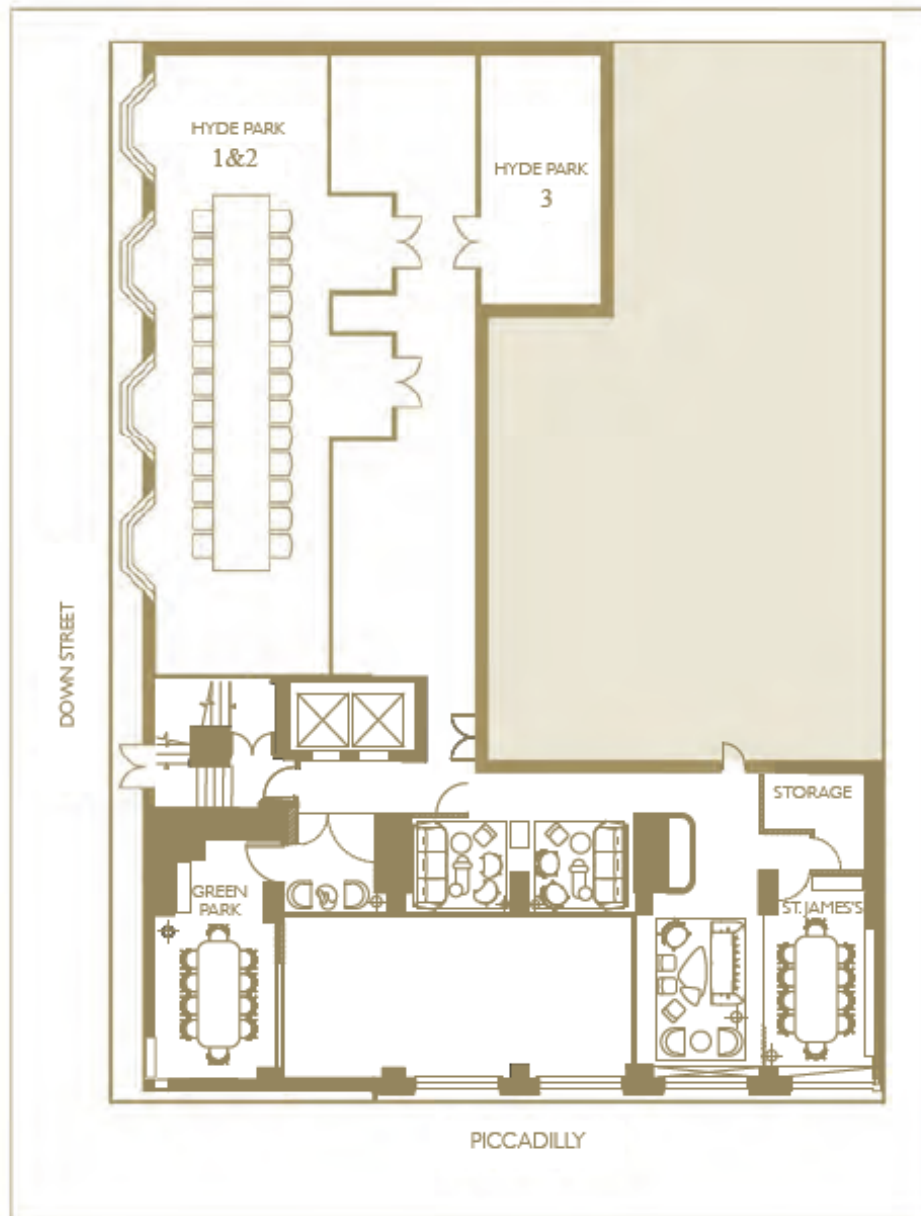 HYDE PARK
1&2
HYDE PARK
3
DOWN STREET
STORAGE
GREEN
PARK
ST. JAMES'S
PICCADILLY